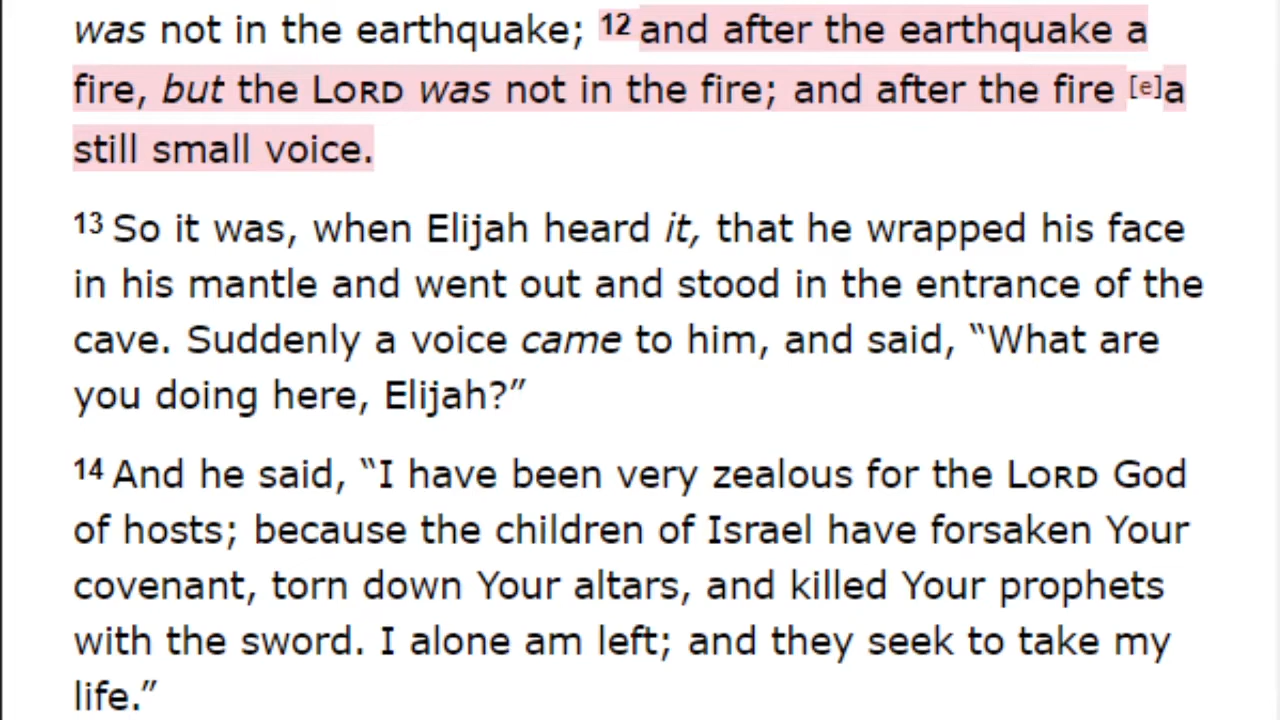 was not in the earthquake; 12 and after the earthquake a
fire, but the LORD was not in the fire; and after the fire [e]a
still small voice.
13 So it was, when Elijah heard it, that he wrapped his face
in his mantle and went out and stood in the entrance of the
cave. Suddenly a voice came to him, and said, “What are
you doing here, Elijah?”
14 And he said, “I have been very zealous for the LORD God
of hosts; because the children of Israel have forsaken Your
covenant, torn down Your altars, and killed Your prophets
with the sword. I alone am left; and they seek to take my
life.”